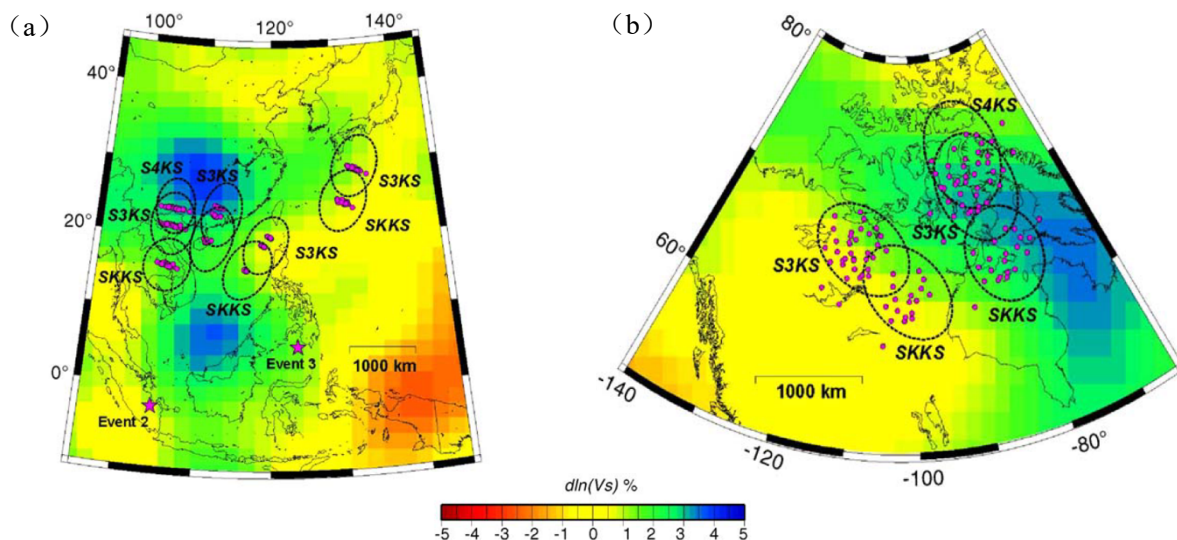 (a)
100° 120° 140°
40°
20°
0°
S4KS S3KS
S3KS
SKKS
S3KS
SKKS
S3KS
SKKS
Event 3
Event 2
1000 km
(b)
80°
60°
S4KS
S3KS
S3KS
SKKS
SKKS
1000 km
-140
-120
-100
-80°
dln(Vs) %
-5 -4 -3 -2 -1 0 1 2 3 4 5